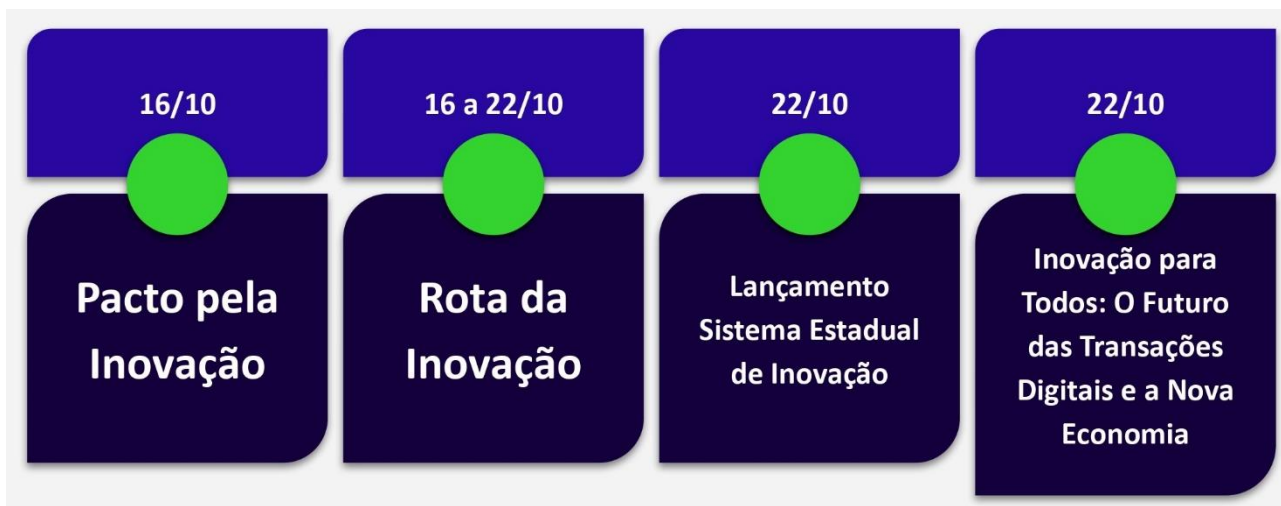 16/10
Pacto pela
Inovação
16 a 22/10
Rota da
Inovação
22/10
Lançamento
Sistema Estadual
de Inovação
22/10
Inovação para
Todos: O Futuro
das Transações
Digitais e a Nova
Economia